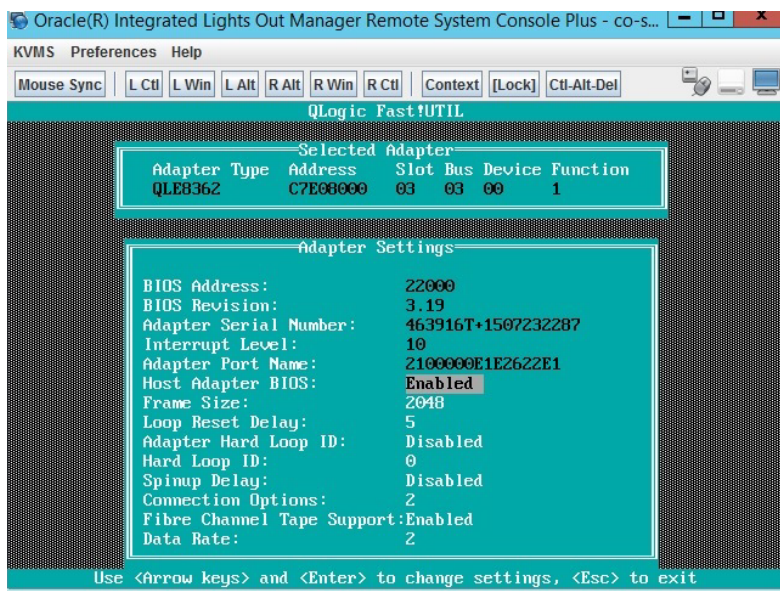 Oracle(R) Integrated Lights Out Manager Remote System Console Plus - co-s...
KVMS Preferences Help
Mouse Sync L Ctl L Win L Alt R Alt R Win R Ctl Context [Lock] Ctl-Alt-Del
QLogic Fast!UTIL
Selected Adapter
Adapter Type Address Slot Bus Device Function
QLE8362 C7E08000 03 03 00 1
Adapter Settings
BIOS Address: 22000
BIOS Revision: 3.19
Adapter Serial Number: 463916T+1507232287
Interrupt Level: 10
Adapter Port Name: 2100000E1E2622E1
Host Adapter BIOS: Enabled
Frame Size: 2048
Loop Reset Delay: 5
Adapter Hard Loop ID: Disabled
Hard Loop ID: 0
Spinup Delay: Disabled
Connection Options: 2
Fibre Channel Tape Support:Enabled
Data Rate: 2
Use <Arrow keys> and <Enter> to change settings, <Esc> to exit